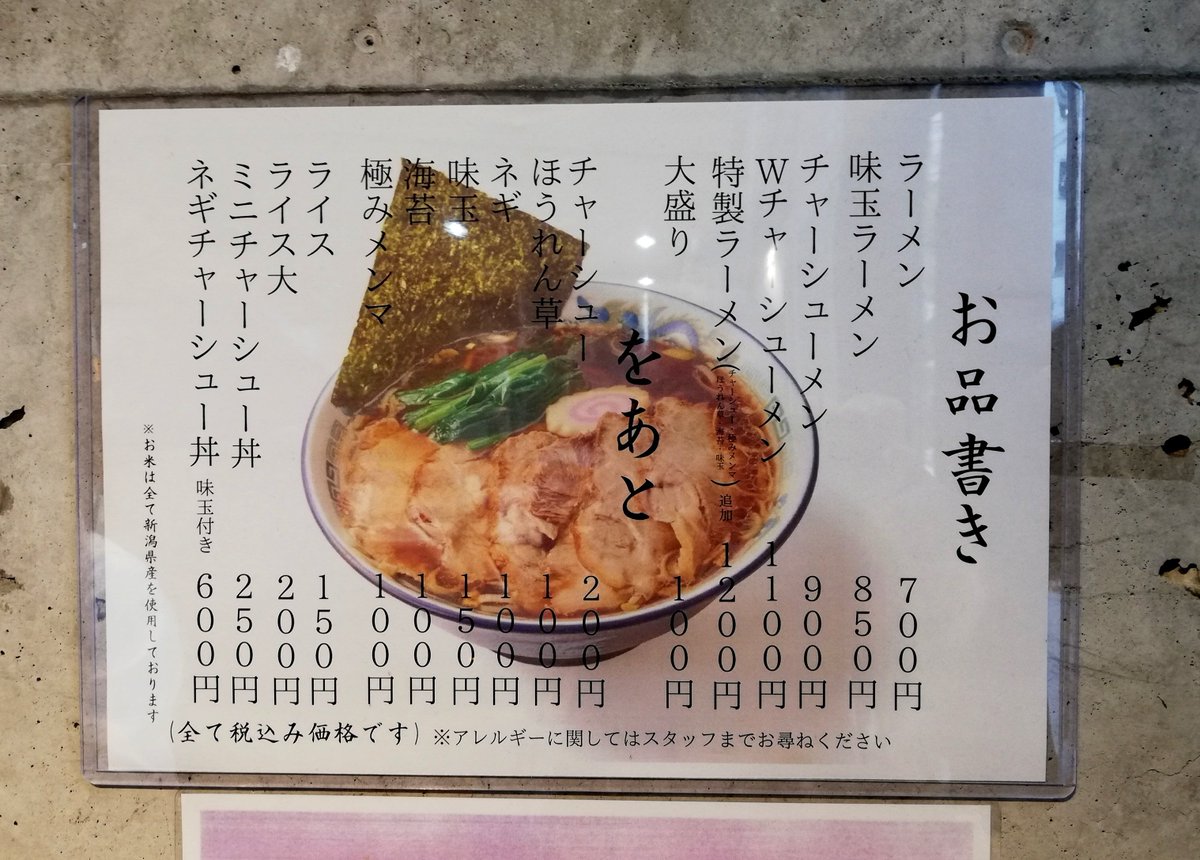 お品書き
ラーメン 700円
味玉ラーメン 850円
チャーシューメン 900円
Wチャーシューメン 1100円
特製ラーメン(チャーシュー1枚 極みメンマ ほうれん草 海苔 味玉)追加 1200円
大盛り 100円
をあと
チャーシュー 200円
ほうれん草 100円
ネギ 100円
味玉 150円
海苔 100円
極みメンマ 100円
ライス 150円
ライス大 200円
ミニチャーシュー丼 250円
ネギチャーシュー丼 味玉付き 600円
※お米は全て新潟県産を使用しております
(全て税込み価格です) ※アレルギーに関してはスタッフまでお尋ねください